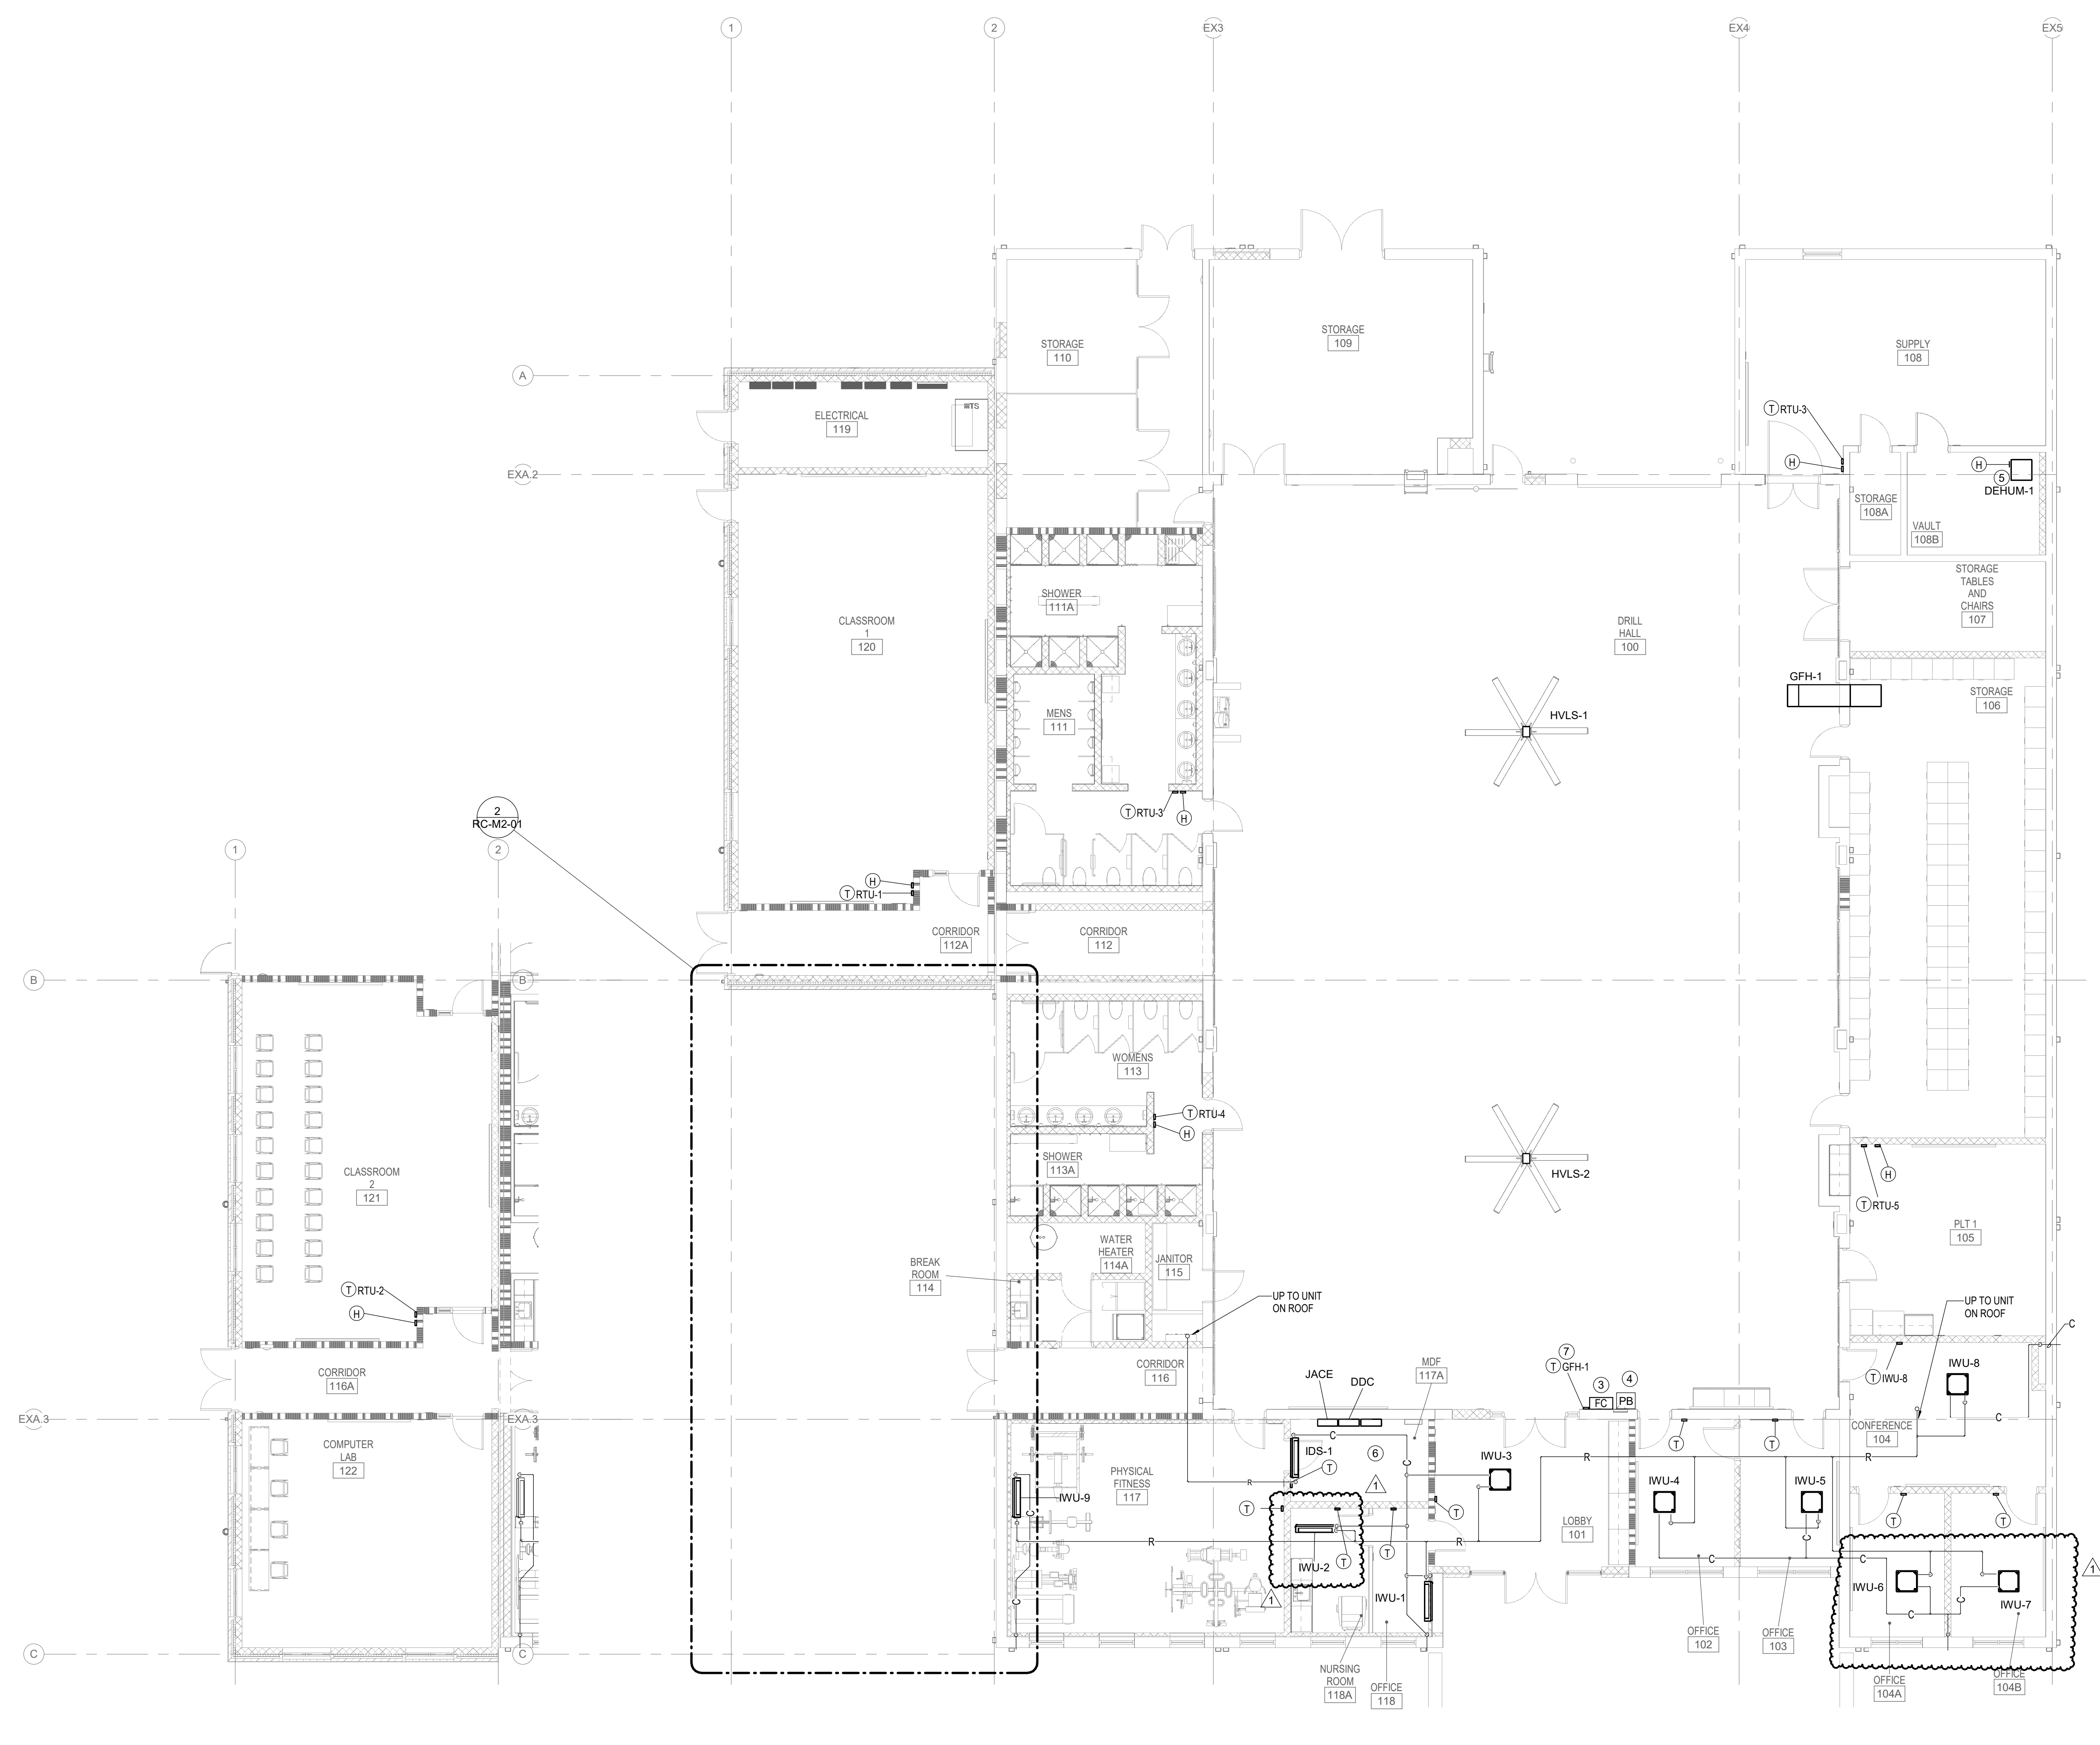 1
2
EX3
EX4
EX5
A
EXA.2
STORAGE
110
STORAGE
109
SUPPLY
108
ELECTRICAL
119
MTS
T RTU-3
H
H
5
DEHUM-1
STORAGE
108A
VAULT
108B
STORAGE
TABLES
AND
CHAIRS
107
SHOWER
111A
CLASSROOM
1
120
DRILL
HALL
100
GFH-1
STORAGE
106
MENS
111
HVLS-1
T RTU-3
H
2
RC-M2-01
1
2
H
T RTU-1
CORRIDOR
112A
CORRIDOR
112
B
B
WOMENS
113
T RTU-4
H
SHOWER
113A
HVLS-2
H
T RTU-5
CLASSROOM
2
121
PLT 1
105
WATER
HEATER
114A
JANITOR
115
BREAK
ROOM
114
T RTU-2
H
UP TO UNIT
ON ROOF
UP TO UNIT
ON ROOF
C
CORRIDOR
116A
CORRIDOR
116
MDF
117A
JACE
DDC
7
T GFH-1
3
FC
4
PB
T IWU-8
IWU-8
EXA.3
EXA.3
C
C
CONFERENCE
104
COMPUTER
LAB
122
PHYSICAL
FITNESS
117
IDS-1
T
6
C
IWU-3
T
T
R
R
1
IWU-9
IWU-4
IWU-5
T
T
T
T
LOBBY
101
C
R
R
T
T
IWU-2
C
C
C
C
IWU-6
IWU-7
1
1
IWU-1
C
C
C
C
OFFICE
102
OFFICE
103
NURSING
ROOM
118A
OFFICE
118
OFFICE
104A
OFFICE
104B